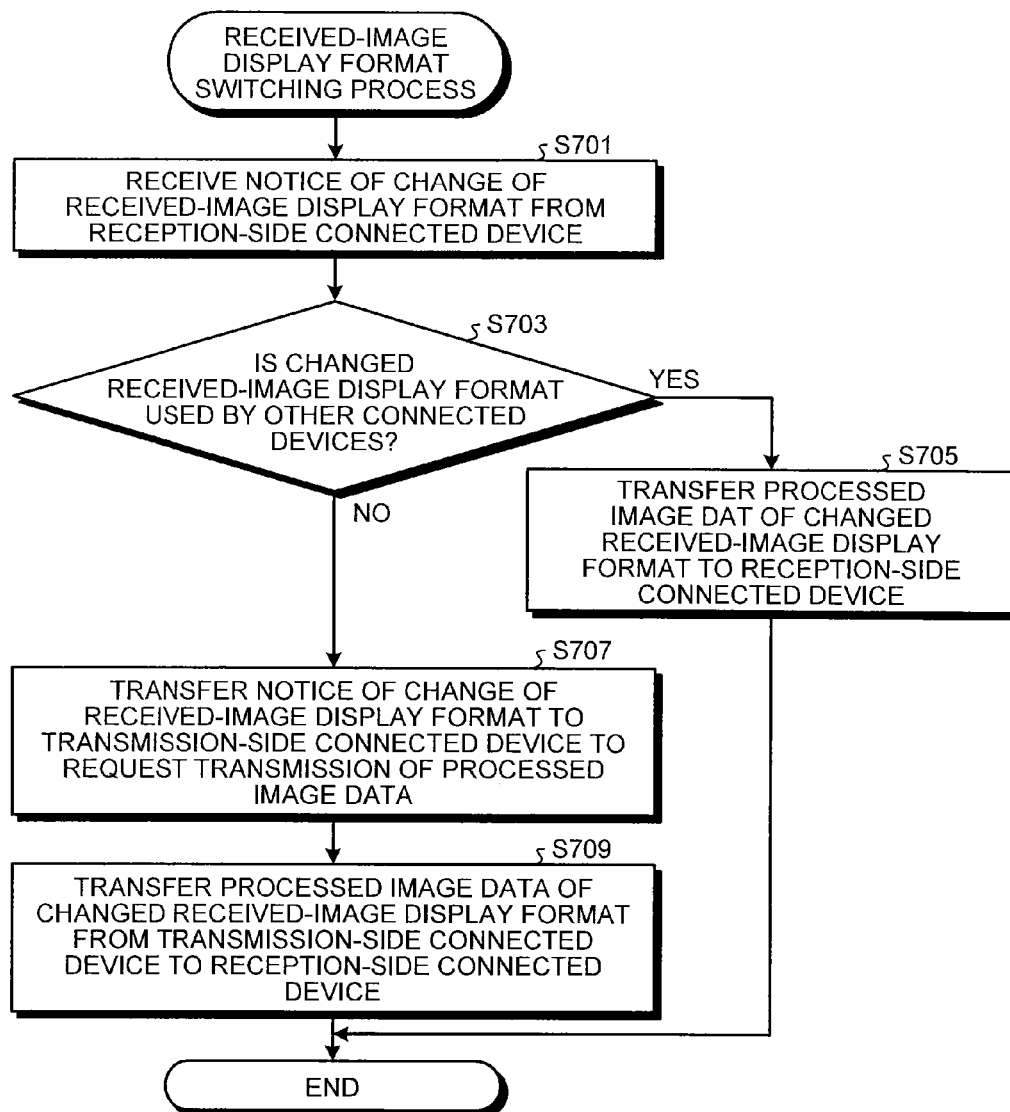 RECEIVED-IMAGE
DISPLAY FORMAT
SWITCHING PROCESS
S701
RECEIVE NOTICE OF CHANGE OF
RECEIVED-IMAGE DISPLAY FORMAT FROM
RECEPTION-SIDE CONNECTED DEVICE
S703
IS CHANGED
RECEIVED-IMAGE DISPLAY FORMAT
USED BY OTHER CONNECTED
DEVICES?
YES
NO
S705
TRANSFER PROCESSED
IMAGE DAT OF CHANGED
RECEIVED-IMAGE DISPLAY
FORMAT TO RECEPTION-SIDE
CONNECTED DEVICE
S707
TRANSFER NOTICE OF CHANGE OF
RECEIVED-IMAGE DISPLAY FORMAT TO
TRANSMISSION-SIDE CONNECTED DEVICE TO
REQUEST TRANSMISSION OF PROCESSED
IMAGE DATA
S709
TRANSFER PROCESSED IMAGE DATA OF
CHANGED RECEIVED-IMAGE DISPLAY FORMAT
FROM TRANSMISSION-SIDE CONNECTED
DEVICE TO RECEPTION-SIDE CONNECTED
DEVICE
END